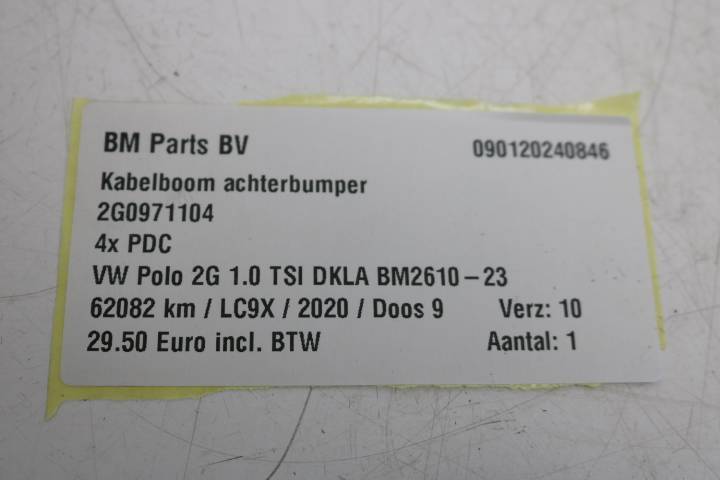 BM Parts BV 090120240846
Kabelboom achterbumper
2G0971104
4x PDC
VW Polo 2G 1.0 TSI DKLA BM2610-23
62082 km / LC9X / 2020 / Doos 9 Verz: 10
29.50 Euro incl. BTW Aantal: 1